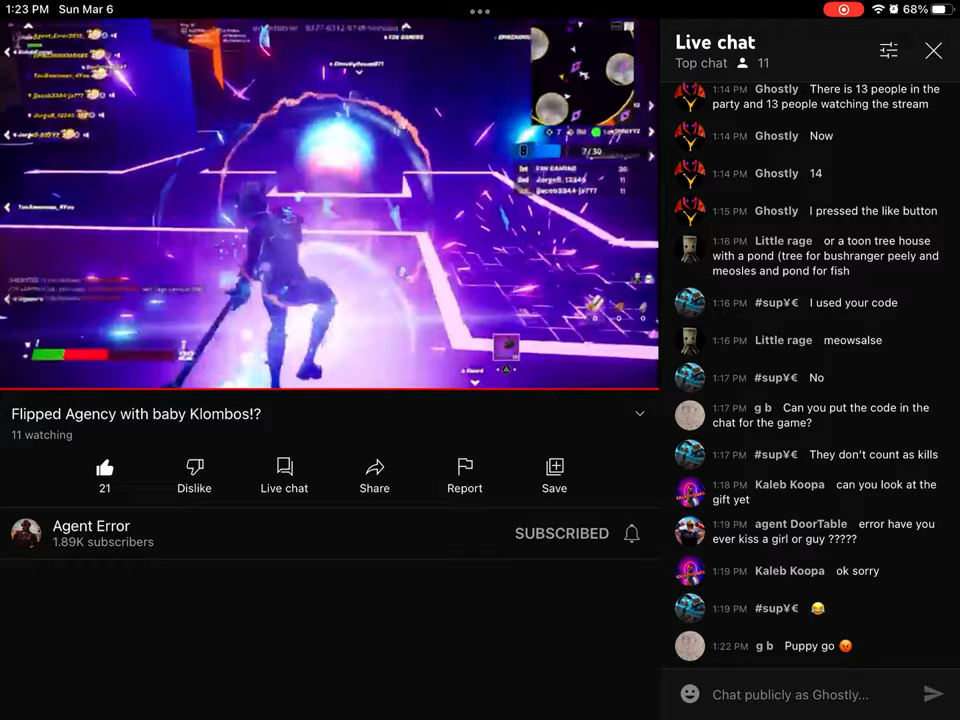 1:23 PM Sun Mar 6
68%
7/30
F2N GAMING
Flipped Agency with baby Klombos!?
11 watching
21
Dislike
Live chat
Share
Report
Save
Agent Error
1.89K subscribers
SUBSCRIBED
Live chat
Top chat 11
1:14 PM Ghostly There is 13 people in the
party and 13 people watching the stream
1:14 PM Ghostly Now
1:14 PM Ghostly 14
1:15 PM Ghostly I pressed the like button
1:16 PM Little rage or a toon tree house
with a pond (tree for bushranger peely and
meosles and pond for fish
1:16 PM #sup¥€ I used your code
1:16 PM Little rage meowsalse
1:17 PM #sup¥€ No
1:17 PM g b Can you put the code in the
chat for the game?
1:17 PM #sup¥€ They don't count as kills
1:18 PM Kaleb Koopa can you look at the
gift yet
1:19 PM agent DoorTable error have you
ever kiss a girl or guy ?????
1:19 PM Kaleb Koopa ok sorry
1:19 PM #sup¥€ 😂
1:22 PM g b Puppy go 😡
Chat publicly as Ghostly...